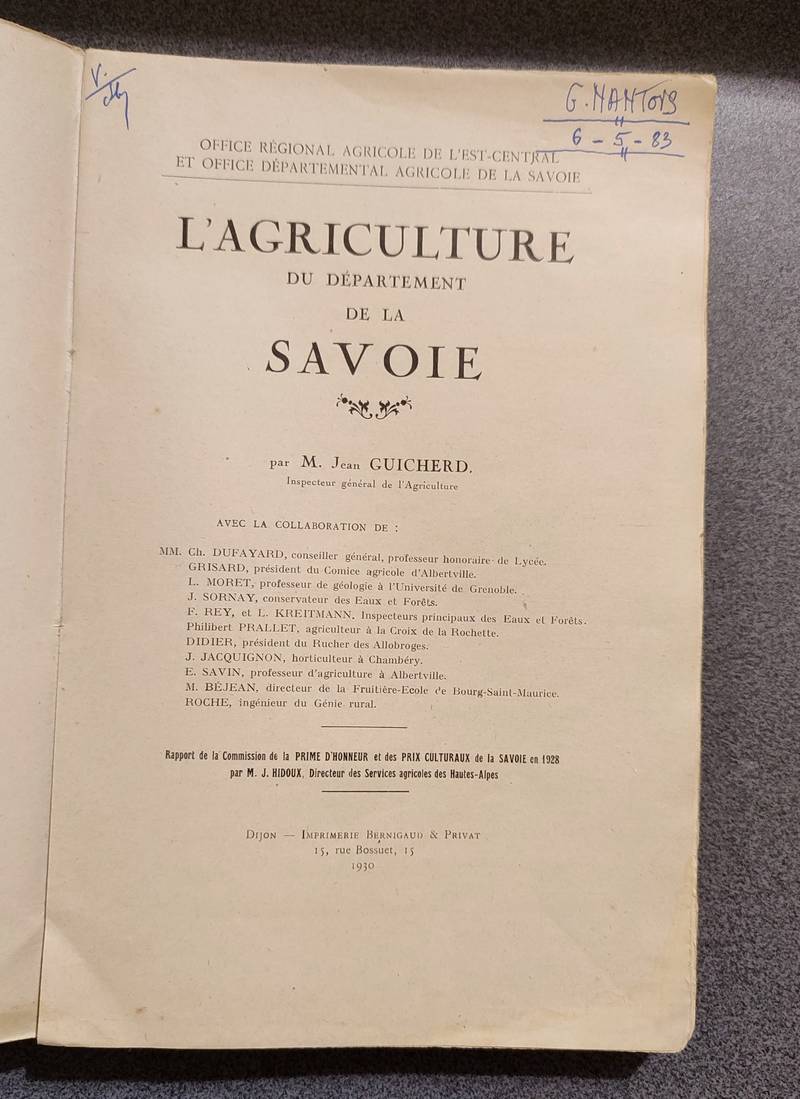 G. NANTOIS
6 - 5 - 83
OFFICE RÉGIONAL AGRICOLE DE L'EST-CENTRAL
ET OFFICE DÉPARTEMENTAL AGRICOLE DE LA SAVOIE
L'AGRICULTURE
DU DÉPARTEMENT
DE LA
SAVOIE
par M. Jean GUICHERD.
Inspecteur général de l'Agriculture
AVEC LA COLLABORATION DE :
MM. Ch. DUFAYARD, conseiller général, professeur honoraire de Lycée.
GRISARD, président du Comice agricole d'Albertville.
L. MORET, professeur de géologie à l'Université de Grenoble.
J. SORNAY, conservateur des Eaux et Forêts.
F. REY, et L. KREITMANN, Inspecteurs principaux des Eaux et Forêts.
Philibert PRALLET, agriculteur à la Croix de la Rochette.
DIDIER, président du Rucher des Allobroges.
J. JACQUIGNON, horticulteur à Chambéry.
E. SAVIN, professeur d'agriculture à Albertville.
M. BÉJEAN, directeur de la Fruitière-Ecole de Bourg-Saint-Maurice.
ROCHE, ingénieur du Génie rural.
Rapport de la Commission de la PRIME D'HONNEUR et des PRIX CULTURAUX de la SAVOIE en 1928
par M. J. HIDOUX, Directeur des Services agricoles des Hautes-Alpes
DIJON — IMPRIMERIE BERNIGAUD & PRIVAT
15, rue Bossuet, 15
1930